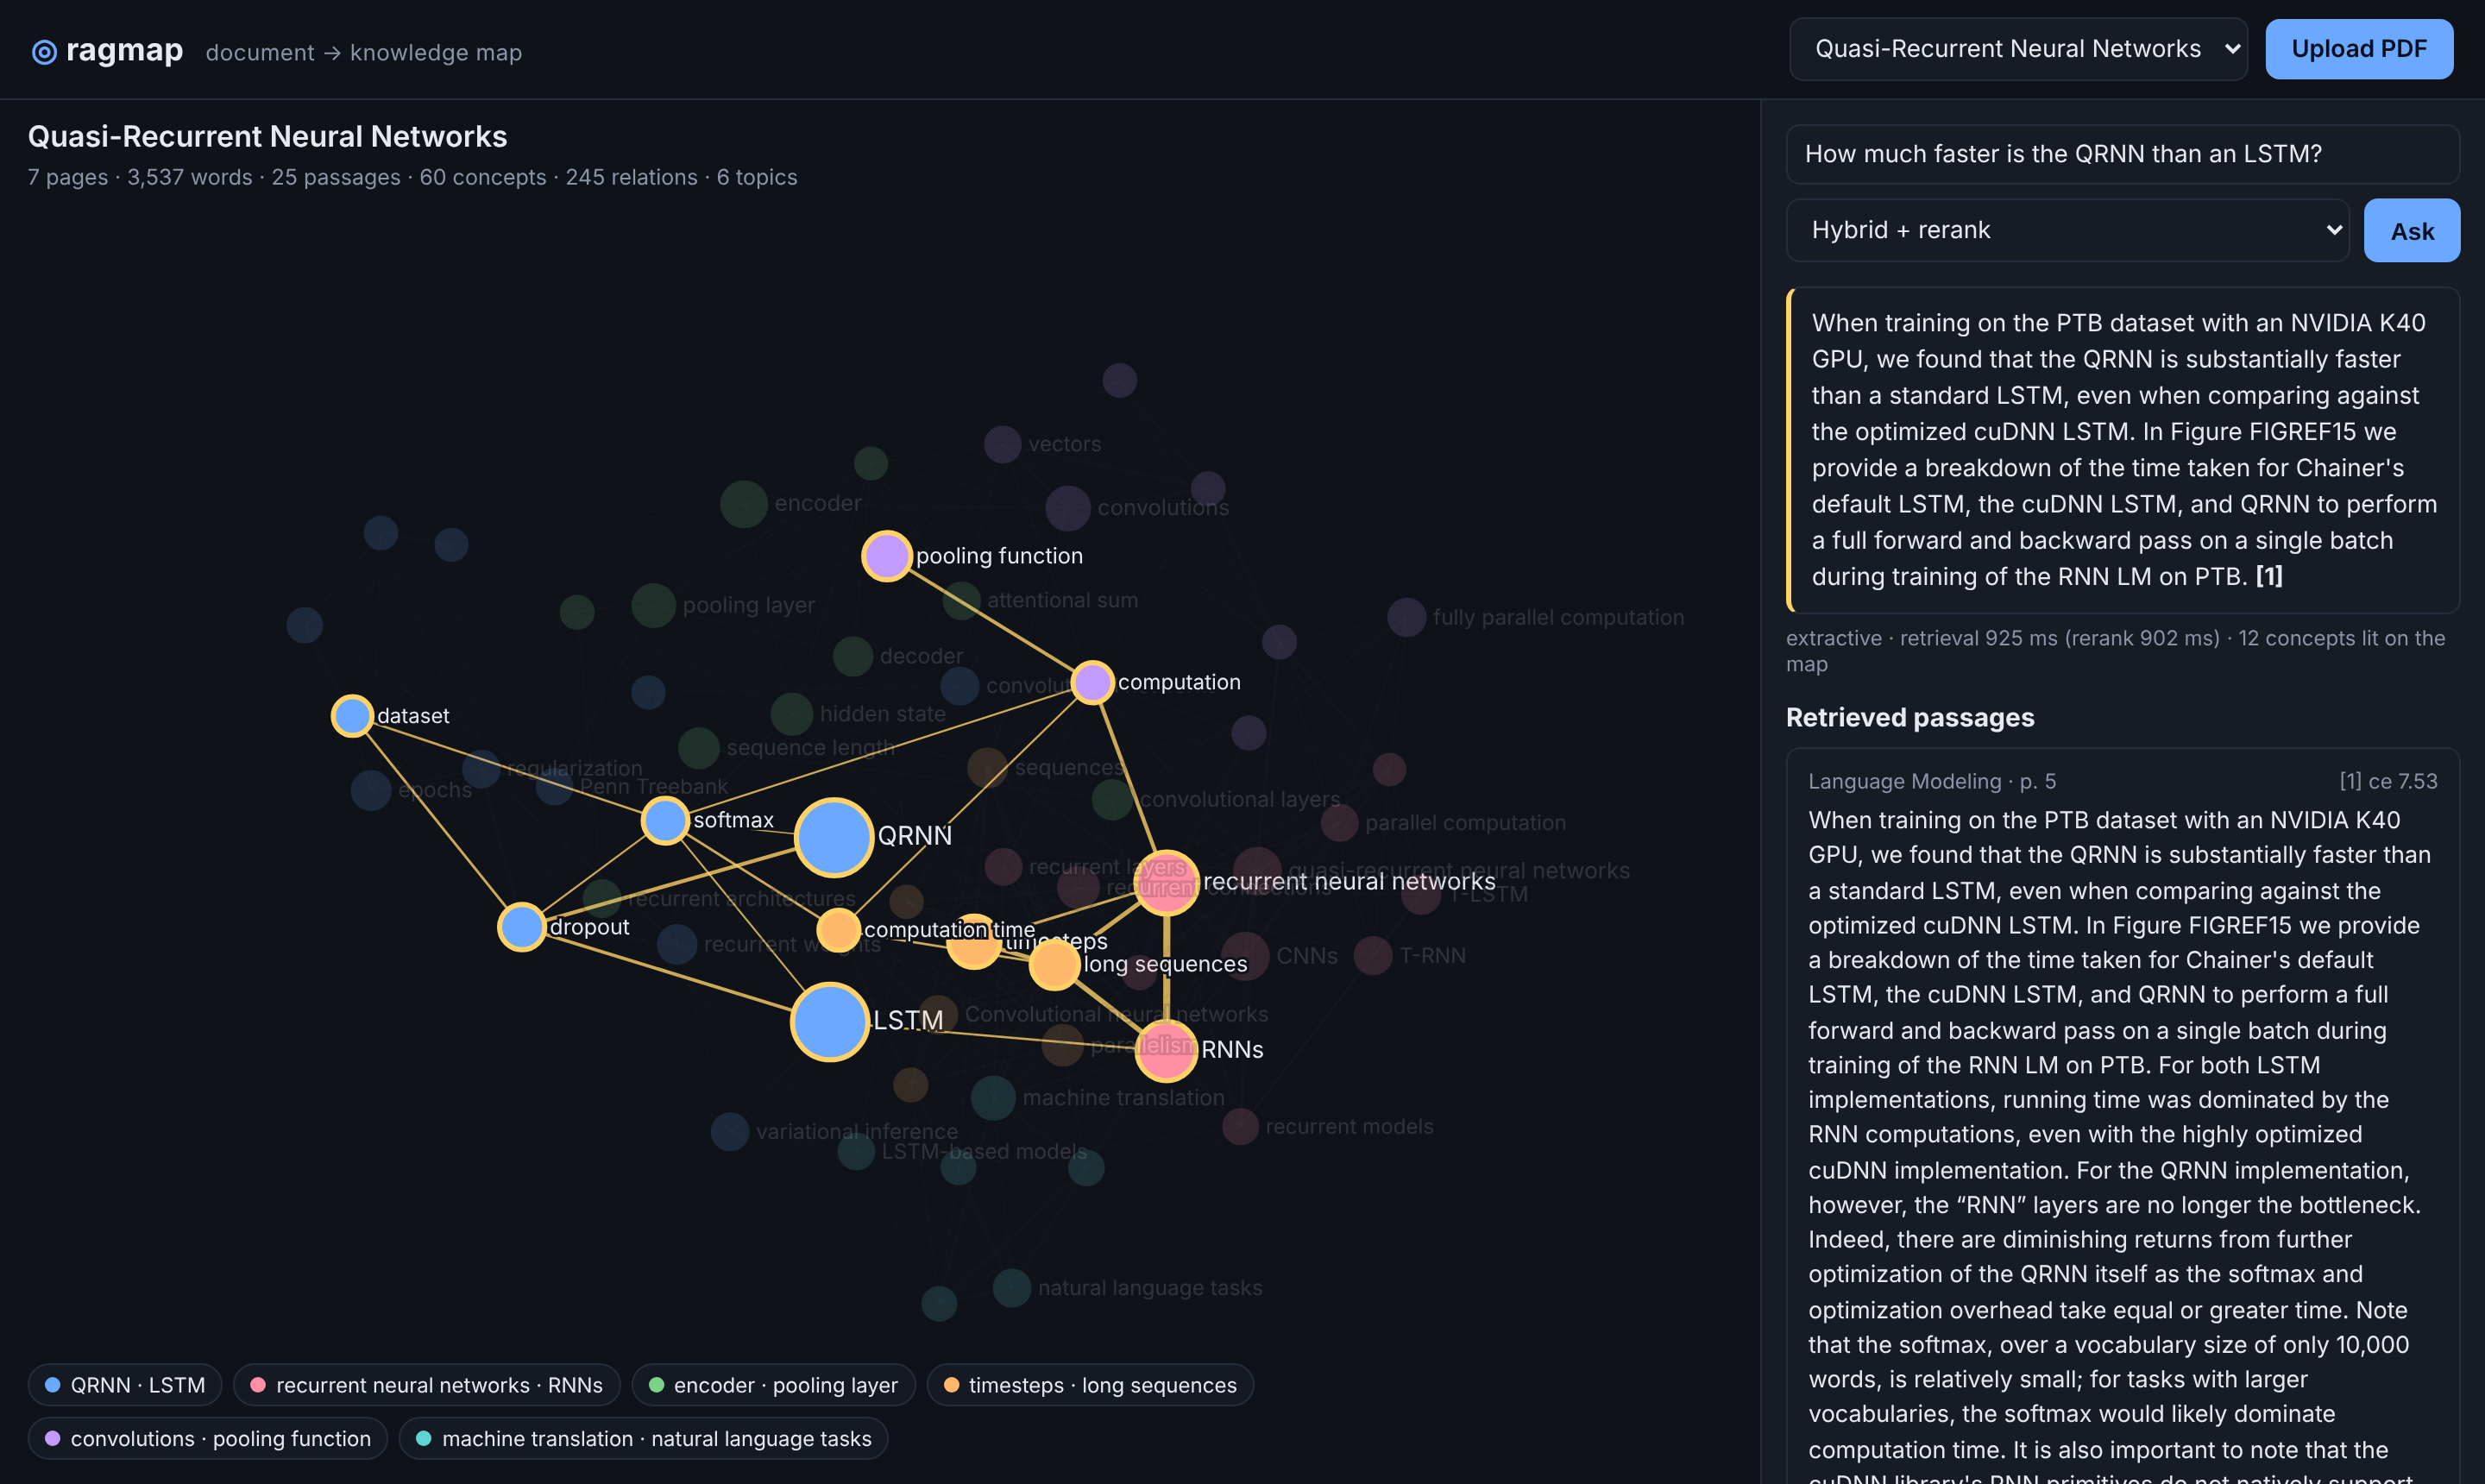 ragmap document → knowledge map
Quasi-Recurrent Neural Networks
Upload PDF
Quasi-Recurrent Neural Networks
7 pages · 3,537 words · 25 passages · 60 concepts · 245 relations · 6 topics
vectors
encoder
convolutions
pooling function
attentional sum
pooling layer
fully parallel computation
decoder
computation
hidden state
dataset
sequence length
regularization
sequences
Penn Treebank
epochs
convolutional layers
softmax
parallel computation
QRNN
recurrent layers
quasi-recurrent neural networks
recurrent neural networks
T-LSTM
recurrent architectures
dropout
computation time
timesteps
recurrent weights
CNNs
T-RNN
long sequences
Convolutional neural networks
LSTM
parallelism
RNNs
machine translation
recurrent models
variational inference
LSTM-based models
natural language tasks
QRNN · LSTM
recurrent neural networks · RNNs
encoder · pooling layer
timesteps · long sequences
convolutions · pooling function
machine translation · natural language tasks
How much faster is the QRNN than an LSTM?
Hybrid + rerank
Ask
When training on the PTB dataset with an NVIDIA K40
GPU, we found that the QRNN is substantially faster
than a standard LSTM, even when comparing against
the optimized cuDNN LSTM. In Figure FIGREF15 we
provide a breakdown of the time taken for Chainer's
default LSTM, the cuDNN LSTM, and QRNN to perform
a full forward and backward pass on a single batch
during training of the RNN LM on PTB. [1]
extractive · retrieval 925 ms (rerank 902 ms) · 12 concepts lit on the
map
Retrieved passages
Language Modeling · p. 5
[1] ce 7.53
When training on the PTB dataset with an NVIDIA K40
GPU, we found that the QRNN is substantially faster than
a standard LSTM, even when comparing against the
optimized cuDNN LSTM. In Figure FIGREF15 we provide
a breakdown of the time taken for Chainer's default
LSTM, the cuDNN LSTM, and QRNN to perform a full
forward and backward pass on a single batch during
training of the RNN LM on PTB. For both LSTM
implementations, running time was dominated by the
RNN computations, even with the highly optimized
cuDNN implementation. For the QRNN implementation,
however, the “RNN” layers are no longer the bottleneck.
Indeed, there are diminishing returns from further
optimization of the QRNN itself as the softmax and
optimization overhead take equal or greater time. Note
that the softmax, over a vocabulary size of only 10,000
words, is relatively small; for tasks with larger
vocabularies, the softmax would likely dominate
computation time. It is also important to note that the
cuDNN library's RNN primitives do not natively support